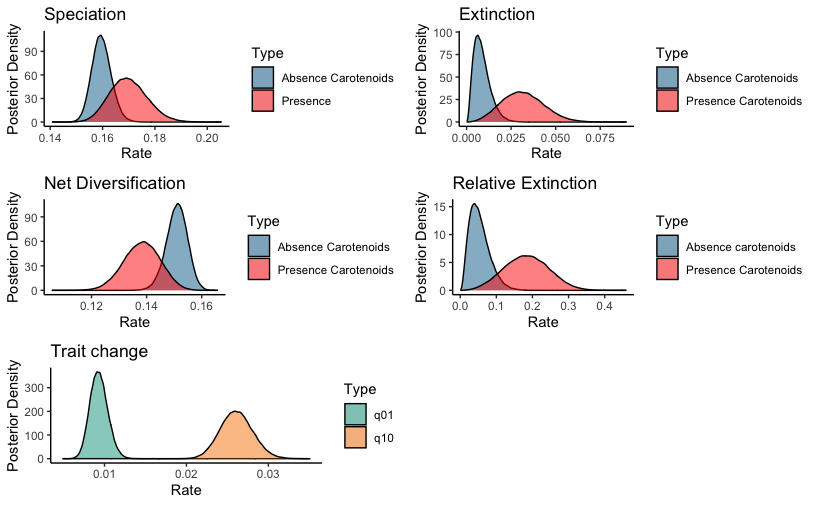 Speciation
Posterior Density
90
60
30
0
0.14 0.16 0.18 0.20
Rate
Type
Absence Carotenoids
Presence
Extinction
Posterior Density
100
75
50
25
0
0.000 0.025 0.050 0.075
Rate
Type
Absence Carotenoids
Presence Carotenoids
Net Diversification
Posterior Density
90
60
30
0
0.12 0.14 0.16
Rate
Type
Absence Carotenoids
Presence Carotenoids
Relative Extinction
Posterior Density
15
10
5
0
0.0 0.1 0.2 0.3 0.4
Rate
Type
Absence carotenoids
Presence Carotenoids
Trait change
Posterior Density
300
200
100
0
0.01 0.02 0.03
Rate
Type
q01
q10